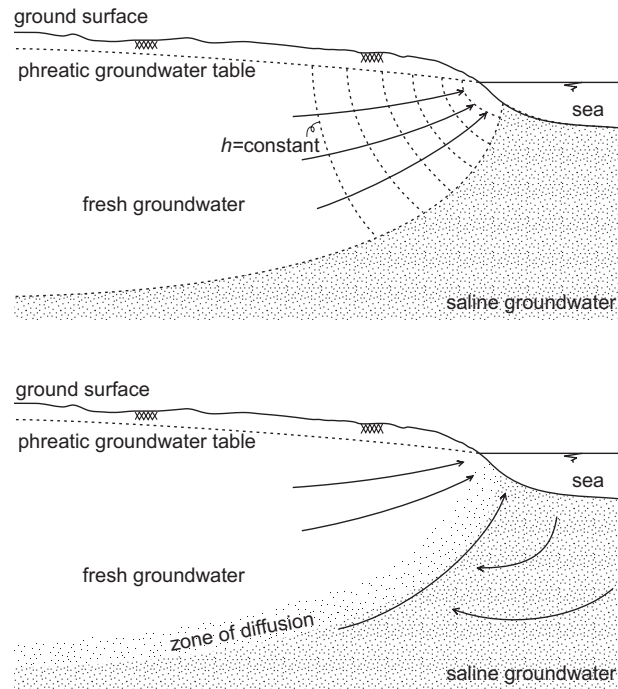 ground surface
phreatic groundwater table
sea
h=constant
fresh groundwater
saline groundwater
ground surface
phreatic groundwater table
sea
fresh groundwater
zone of diffusion
saline groundwater